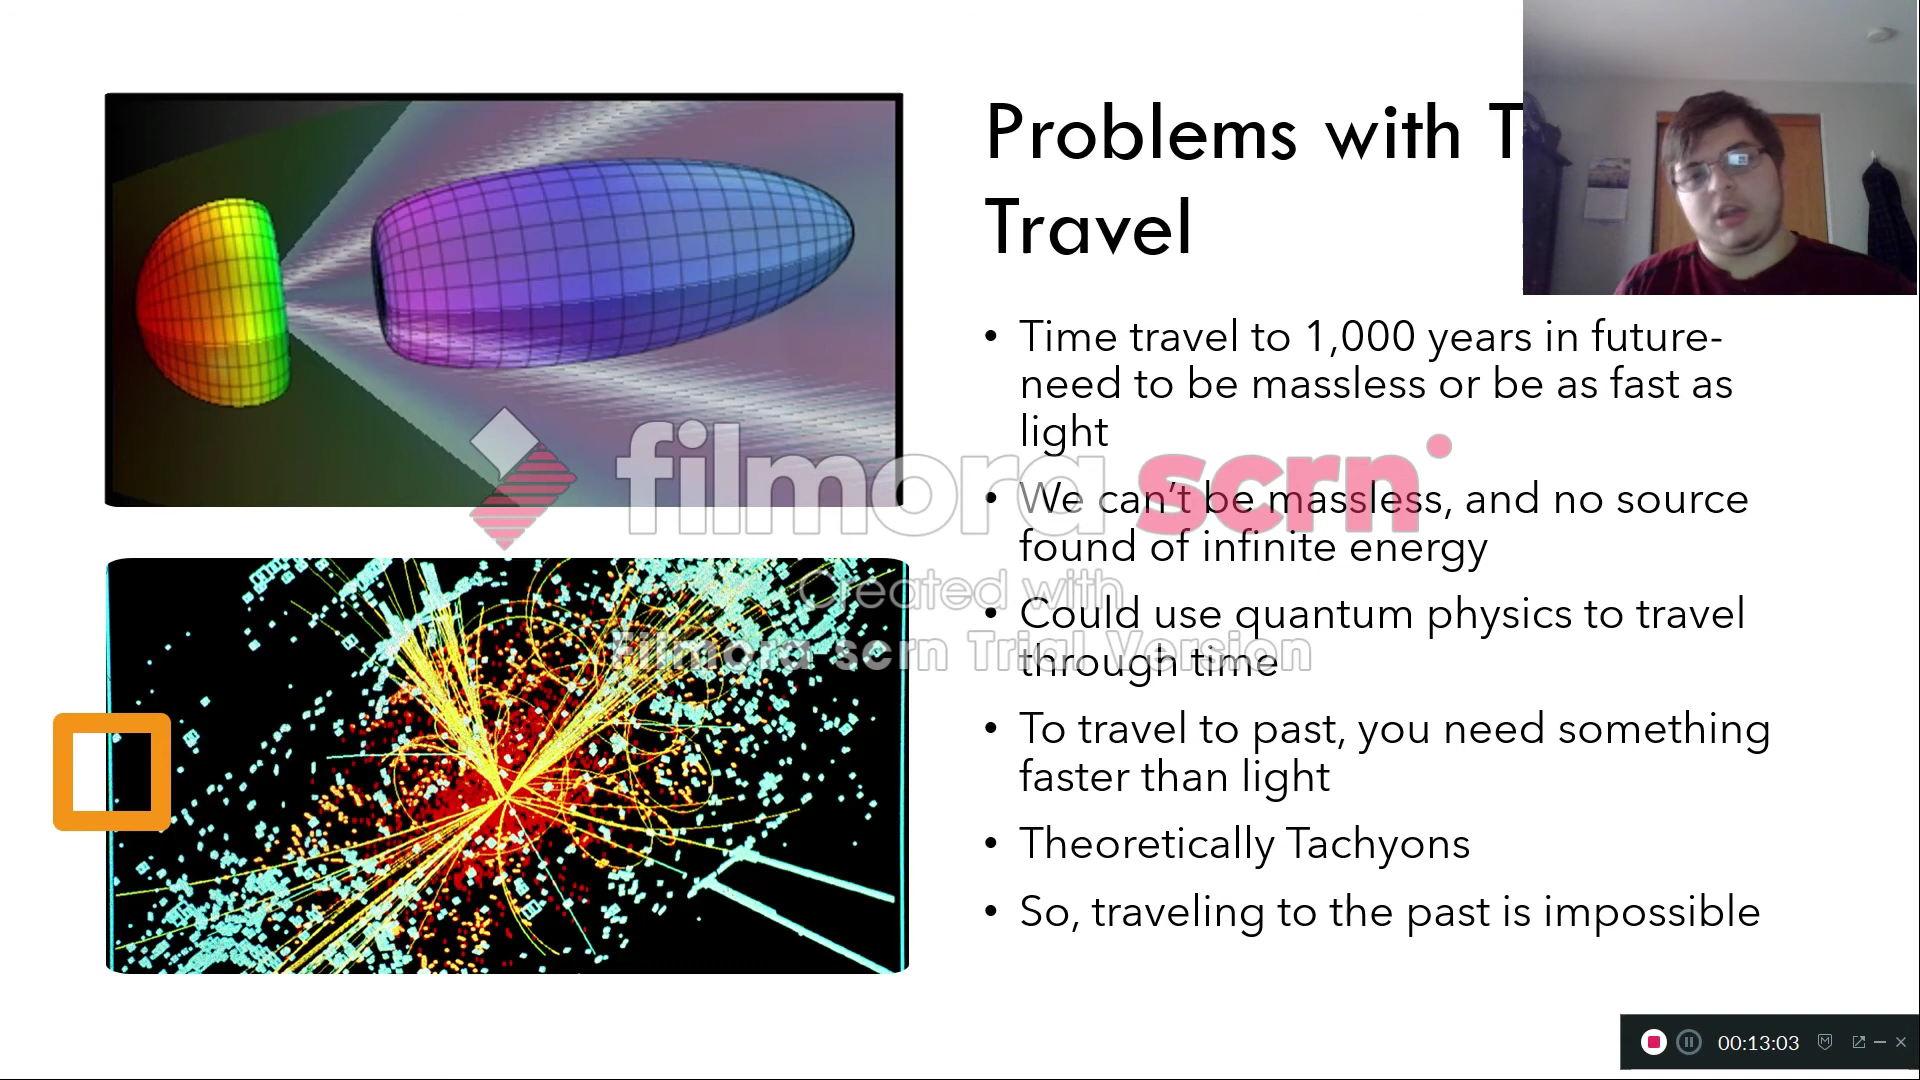 Problems with T
Travel
• Time travel to 1,000 years in future-
need to be massless or be as fast as
light
• We can't be massless, and no source
found of infinite energy
• Could use quantum physics to travel
through time
• To travel to past, you need something
faster than light
• Theoretically Tachyons
• So, traveling to the past is impossible
filmora scrn
Created with
Filmora scrn Trial Version
00:13:03